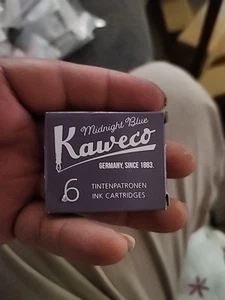 Midnight Blue
Kaweco
GERMANY, SINCE 1883.
6
TINTENPATRONEN
INK CARTRIDGES